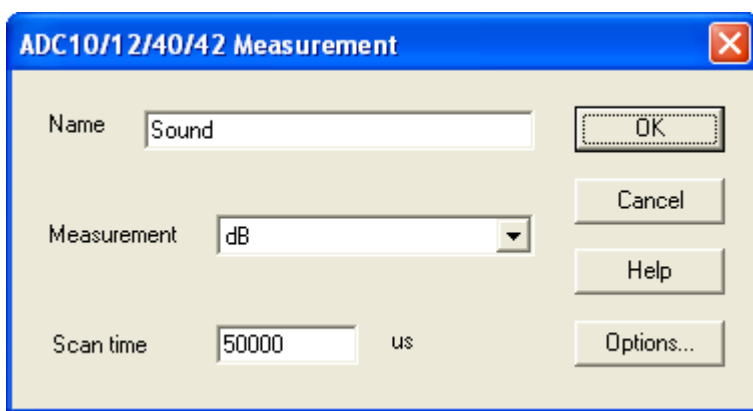 ADC10/12/40/42 Measurement
Name
Sound
OK
Cancel
Measurement
dB
Help
Scan time
50000
us
Options...